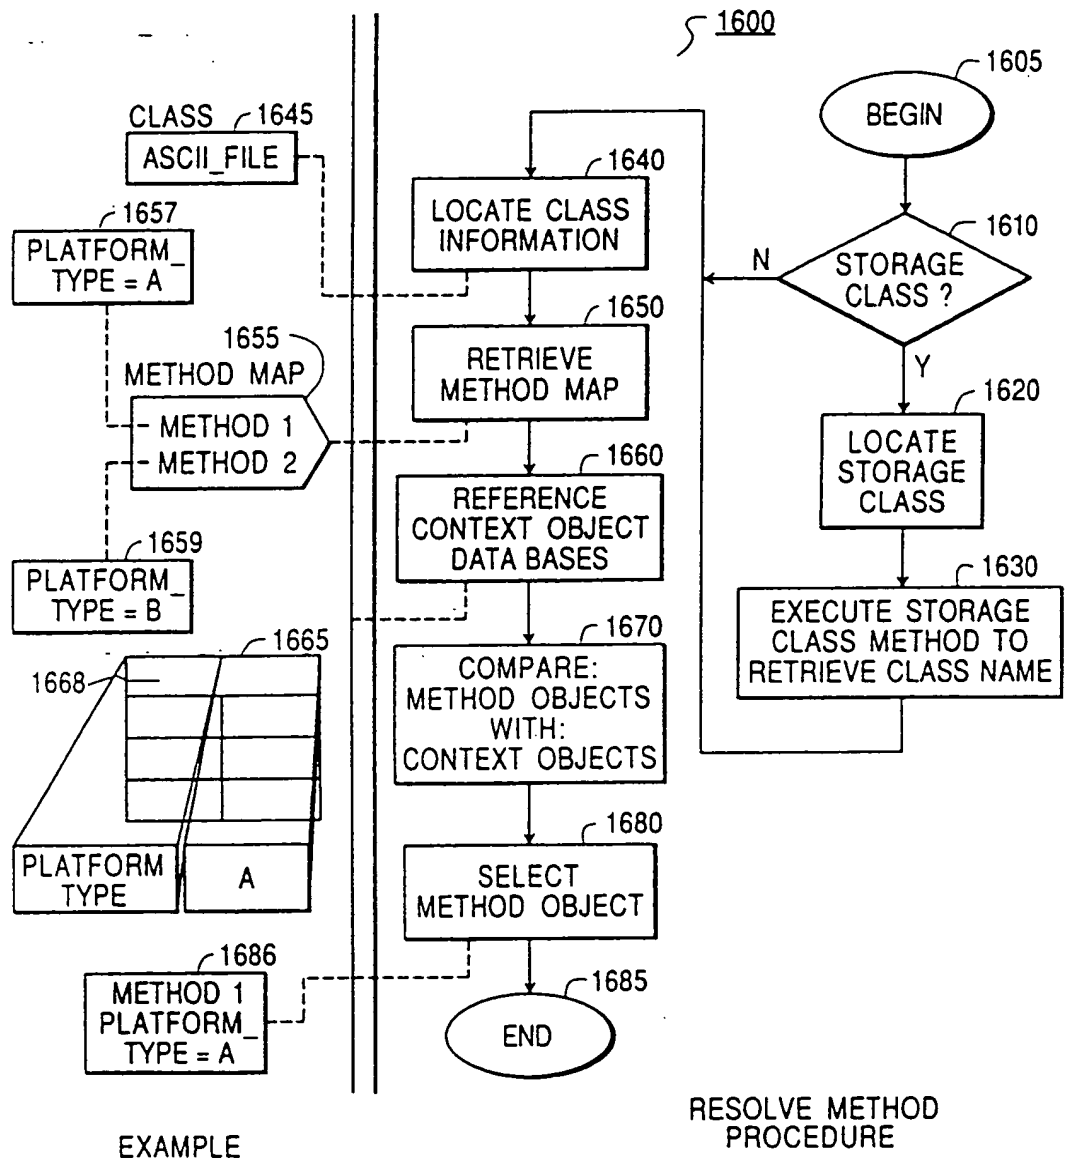 1600
1605
BEGIN
1610
STORAGE
CLASS ?
N
Y
1620
LOCATE
STORAGE
CLASS
1630
EXECUTE STORAGE
CLASS METHOD TO
RETRIEVE CLASS NAME
1640
LOCATE CLASS
INFORMATION
1650
RETRIEVE
METHOD MAP
1660
REFERENCE
CONTEXT OBJECT
DATA BASES
1670
COMPARE:
METHOD OBJECTS
WITH:
CONTEXT OBJECTS
1680
SELECT
METHOD OBJECT
1685
END
RESOLVE METHOD
PROCEDURE
CLASS
1645
ASCII_FILE
1657
PLATFORM_
TYPE = A
1655
METHOD MAP
METHOD 1
METHOD 2
1659
PLATFORM_
TYPE = B
1665
1668
PLATFORM
TYPE
A
1686
METHOD 1
PLATFORM_
TYPE = A
EXAMPLE